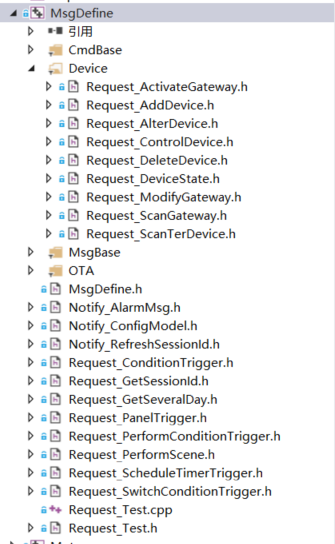 MsgDefine
引用
CmdBase
Device
Request_ActivateGateway.h
Request_AddDevice.h
Request_AlterDevice.h
Request_ControlDevice.h
Request_DeleteDevice.h
Request_DeviceState.h
Request_ModifyGateway.h
Request_ScanGateway.h
Request_ScanTerDevice.h
MsgBase
OTA
MsgDefine.h
Notify_AlarmMsg.h
Notify_ConfigModel.h
Notify_RefreshSessionId.h
Request_ConditionTrigger.h
Request_GetSessionId.h
Request_GetSeveralDay.h
Request_PanelTrigger.h
Request_PerformConditionTrigger.h
Request_PerformScene.h
Request_ScheduleTimerTrigger.h
Request_SwitchConditionTrigger.h
Request_Test.cpp
Request_Test.h